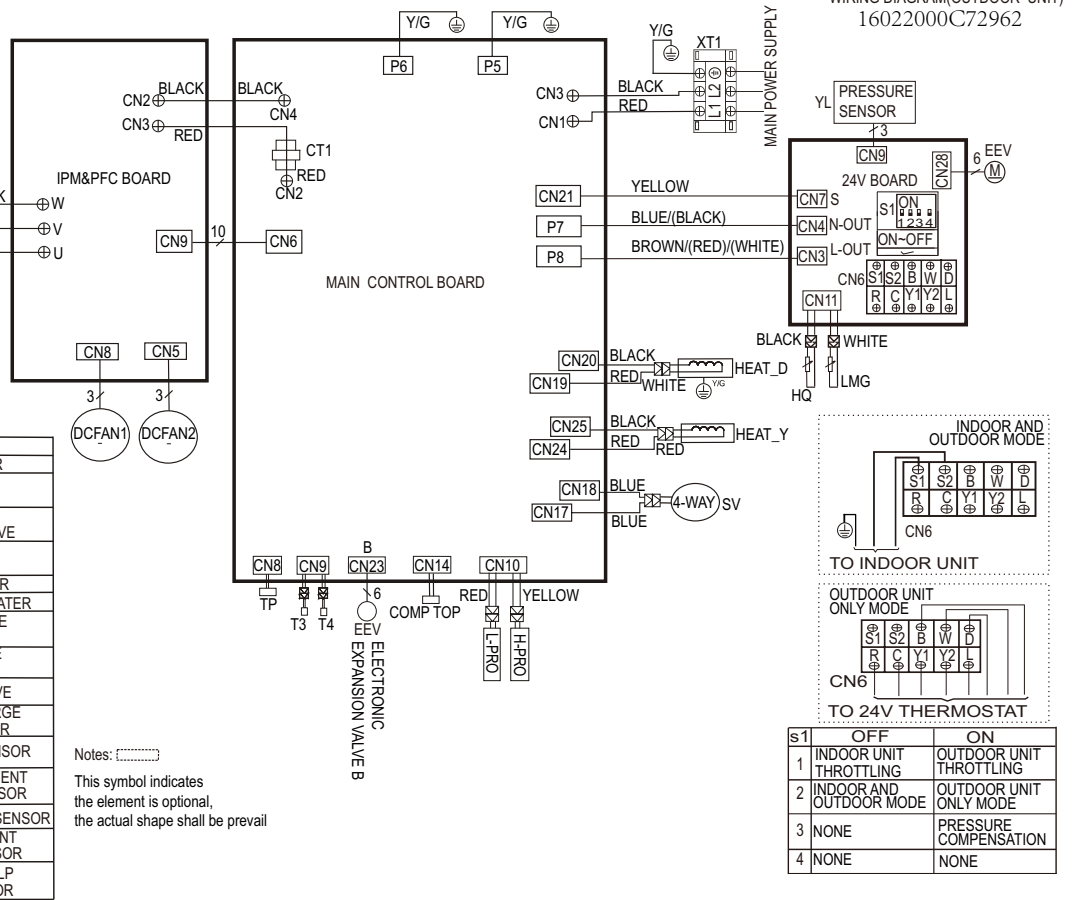 WIRING DIAGRAM(OUTDOOR UNIT)
16022000C72962
Y/G
Y/G
P6
P5
Y/G
XT1
MAIN POWER SUPPLY
L1 L2
CN3
BLACK
CN1
RED
CN2
BLACK
BLACK
CN4
CN3
RED
CT1
RED
CN2
IPM&PFC BOARD
W
V
U
CN9
10
CN6
MAIN CONTROL BOARD
CN8
CN5
3
3
DCFAN1
DCFAN2
YL
PRESSURE
SENSOR
3
CN9
CN28
6
EEV
M
24V BOARD
S1
ON
1234
ON~OFF
CN21
YELLOW
CN7
S
P7
BLUE/(BLACK)
CN4
N-OUT
P8
BROWN/(RED)/(WHITE)
CN3
L-OUT
CN6
S1 S2 B W D
R C Y1 Y2 L
CN11
BLACK
WHITE
HQ
LMG
CN20
BLACK
HEAT_D
CN19
RED
WHITE
Y/G
CN25
BLACK
HEAT_Y
CN24
RED
RED
CN18
BLUE
4-WAY
SV
CN17
BLUE
CN8
TP
CN9
T3
T4
B
CN23
6
EEV
ELECTRONIC
EXPANSION VALVE B
CN14
COMP TOP
CN10
RED
YELLOW
L-PRO
H-PRO
INDOOR AND
OUTDOOR MODE
S1 S2 B W D
R C Y1 Y2 L
CN6
TO INDOOR UNIT
OUTDOOR UNIT
ONLY MODE
S1 S2 B W D
R C Y1 Y2 L
CN6
TO 24V THERMOSTAT
s1 OFF ON
1 INDOOR UNIT THROTTLING OUTDOOR UNIT THROTTLING
2 INDOOR AND OUTDOOR MODE OUTDOOR UNIT ONLY MODE
3 NONE PRESSURE COMPENSATION
4 NONE NONE
Notes:
This symbol indicates
the element is optional,
the actual shape shall be prevail